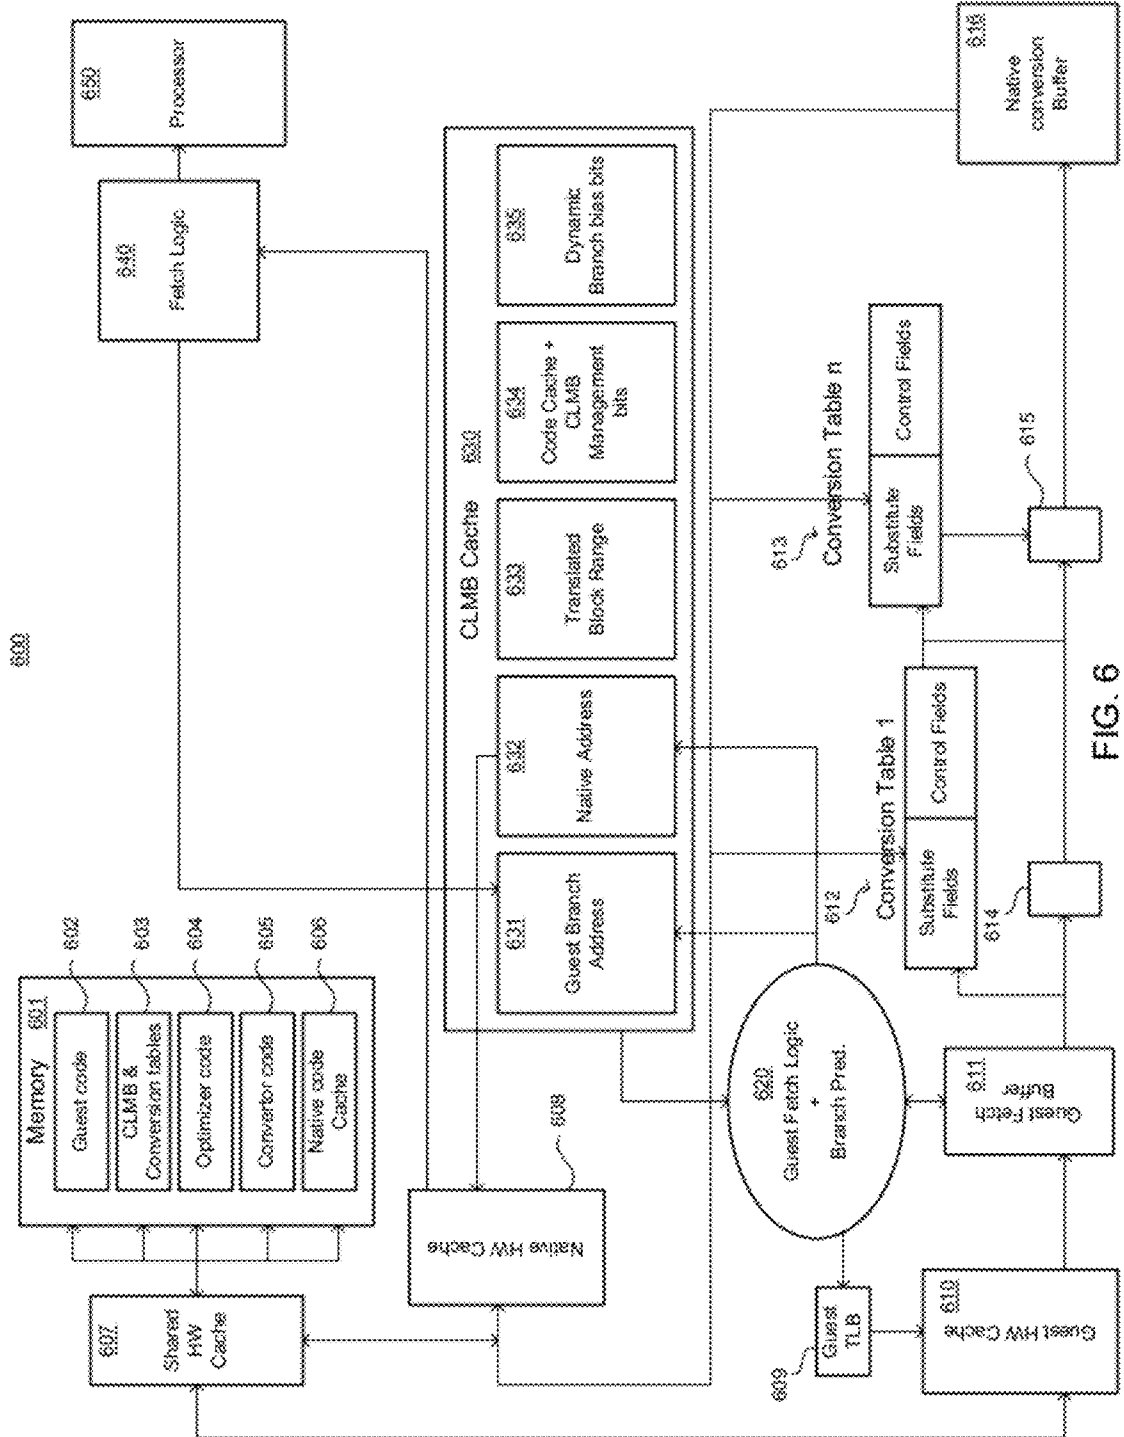 600
Memory
601
602
Guest code
603
CLMB &
Conversion tables
604
Optimizer code
605
Convertor code
606
Native code
Cache
607
Shared
HW
Cache
608
Native HW Cache
640
Fetch Logic
650
Processor
CLMB Cache
630
631
Guest Branch
Address
632
Native Address
633
Translated
Block Range
634
Code Cache +
CLMB
Management
bits
635
Dynamic
Branch bias bits
620
Guest Fetch Logic
+
Branch Pred.
609
Guest
TLB
610
Guest HW Cache
611
Guest Fetch
Buffer
612
Conversion Table 1
Substitute
Fields
Control Fields
614
613
Conversion Table n
Substitute
Fields
Control Fields
615
616
Native
conversion
Buffer
FIG. 6